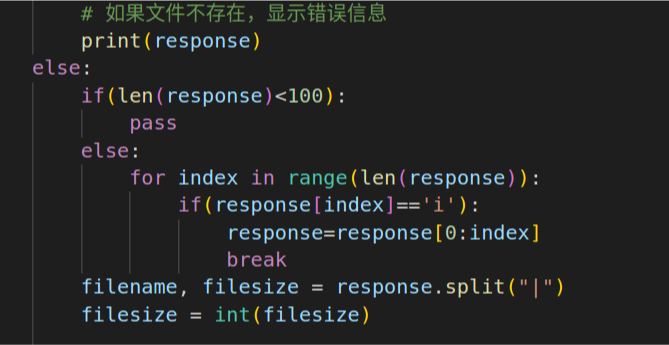 # 如果文件不存在，显示错误信息
print(response)
else:
if(len(response)<100):
pass
else:
for index in range(len(response)):
if(response[index]=='i'):
response=response[0:index]
break
filename, filesize = response.split("|")
filesize = int(filesize)